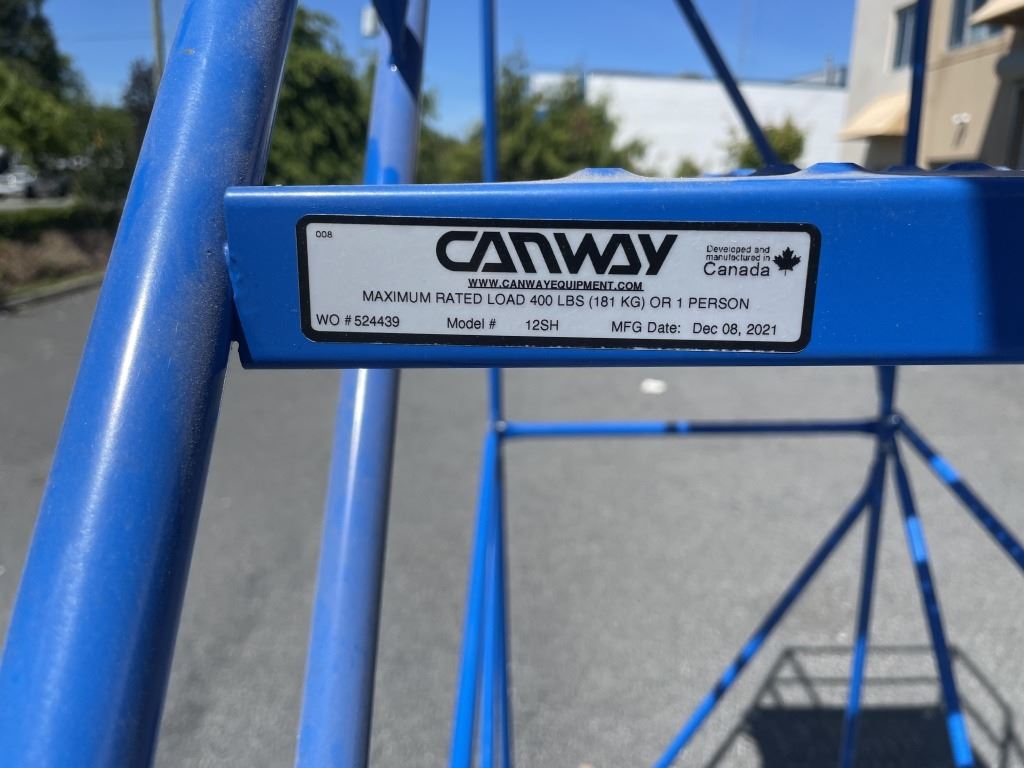 008
CANWAY
Developed and
manufactured in
Canada
WWW.CANWAYEQUIPMENT.COM
MAXIMUM RATED LOAD 400 LBS (181 KG) OR 1 PERSON
WO # 524439 Model # 12SH MFG Date: Dec 08, 2021